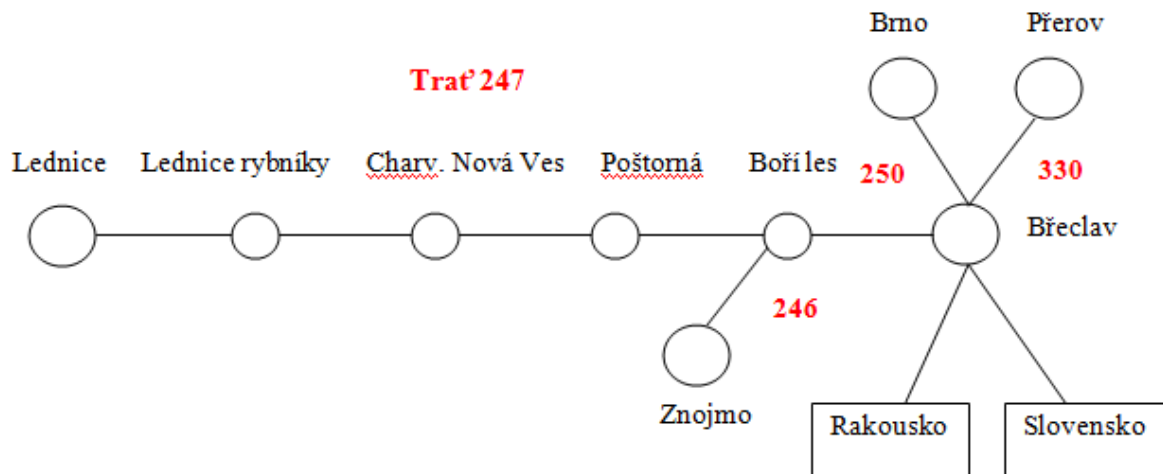 Brno
Přerov
Trať 247
Lednice
Lednice rybníky
Charv. Nová Ves
Poštorná
Boří les
250
330
Břeclav
246
Znojmo
Rakousko
Slovensko